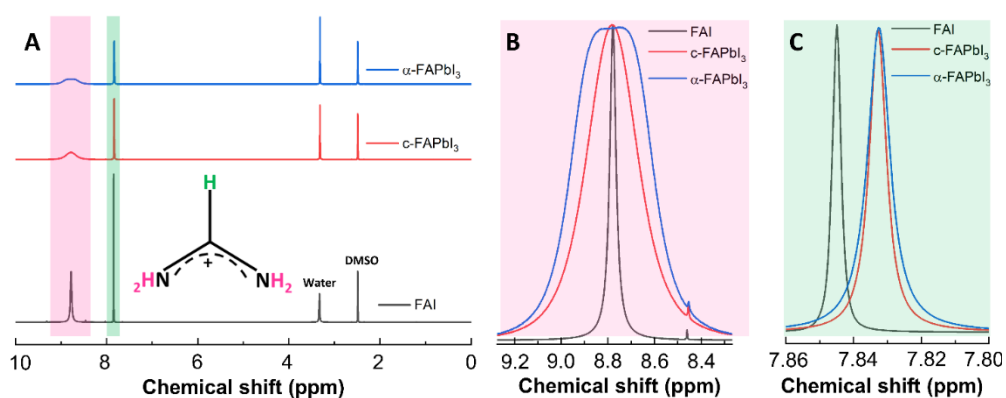 A
α-FAPbI3
c-FAPbI3
H
2HN
+
NH2
Water
DMSO
FAI
10 8 6 4 2 0
Chemical shift (ppm)
B
FAI
c-FAPbI3
α-FAPbI3
9.2 9.0 8.8 8.6 8.4
Chemical shift (ppm)
C
FAI
c-FAPbI3
α-FAPbI3
7.86 7.84 7.82 7.80
Chemical shift (ppm)